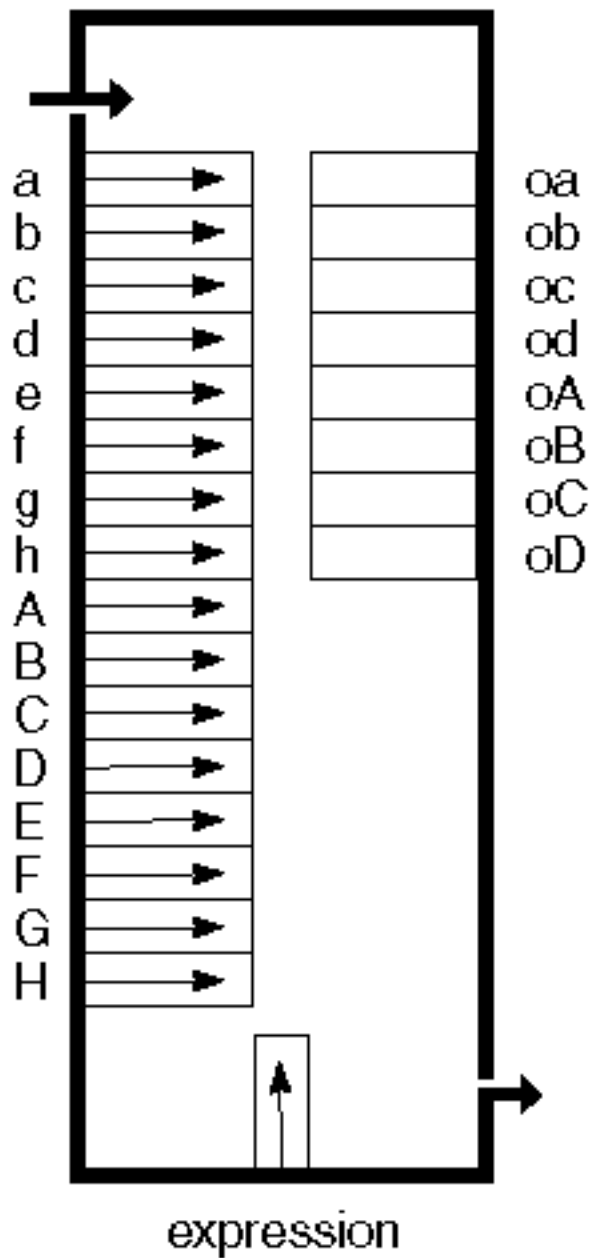 a oa
b ob
c oc
d od
e oA
f oB
g oC
h oD
A
B
C
D
E
F
G
H
expression